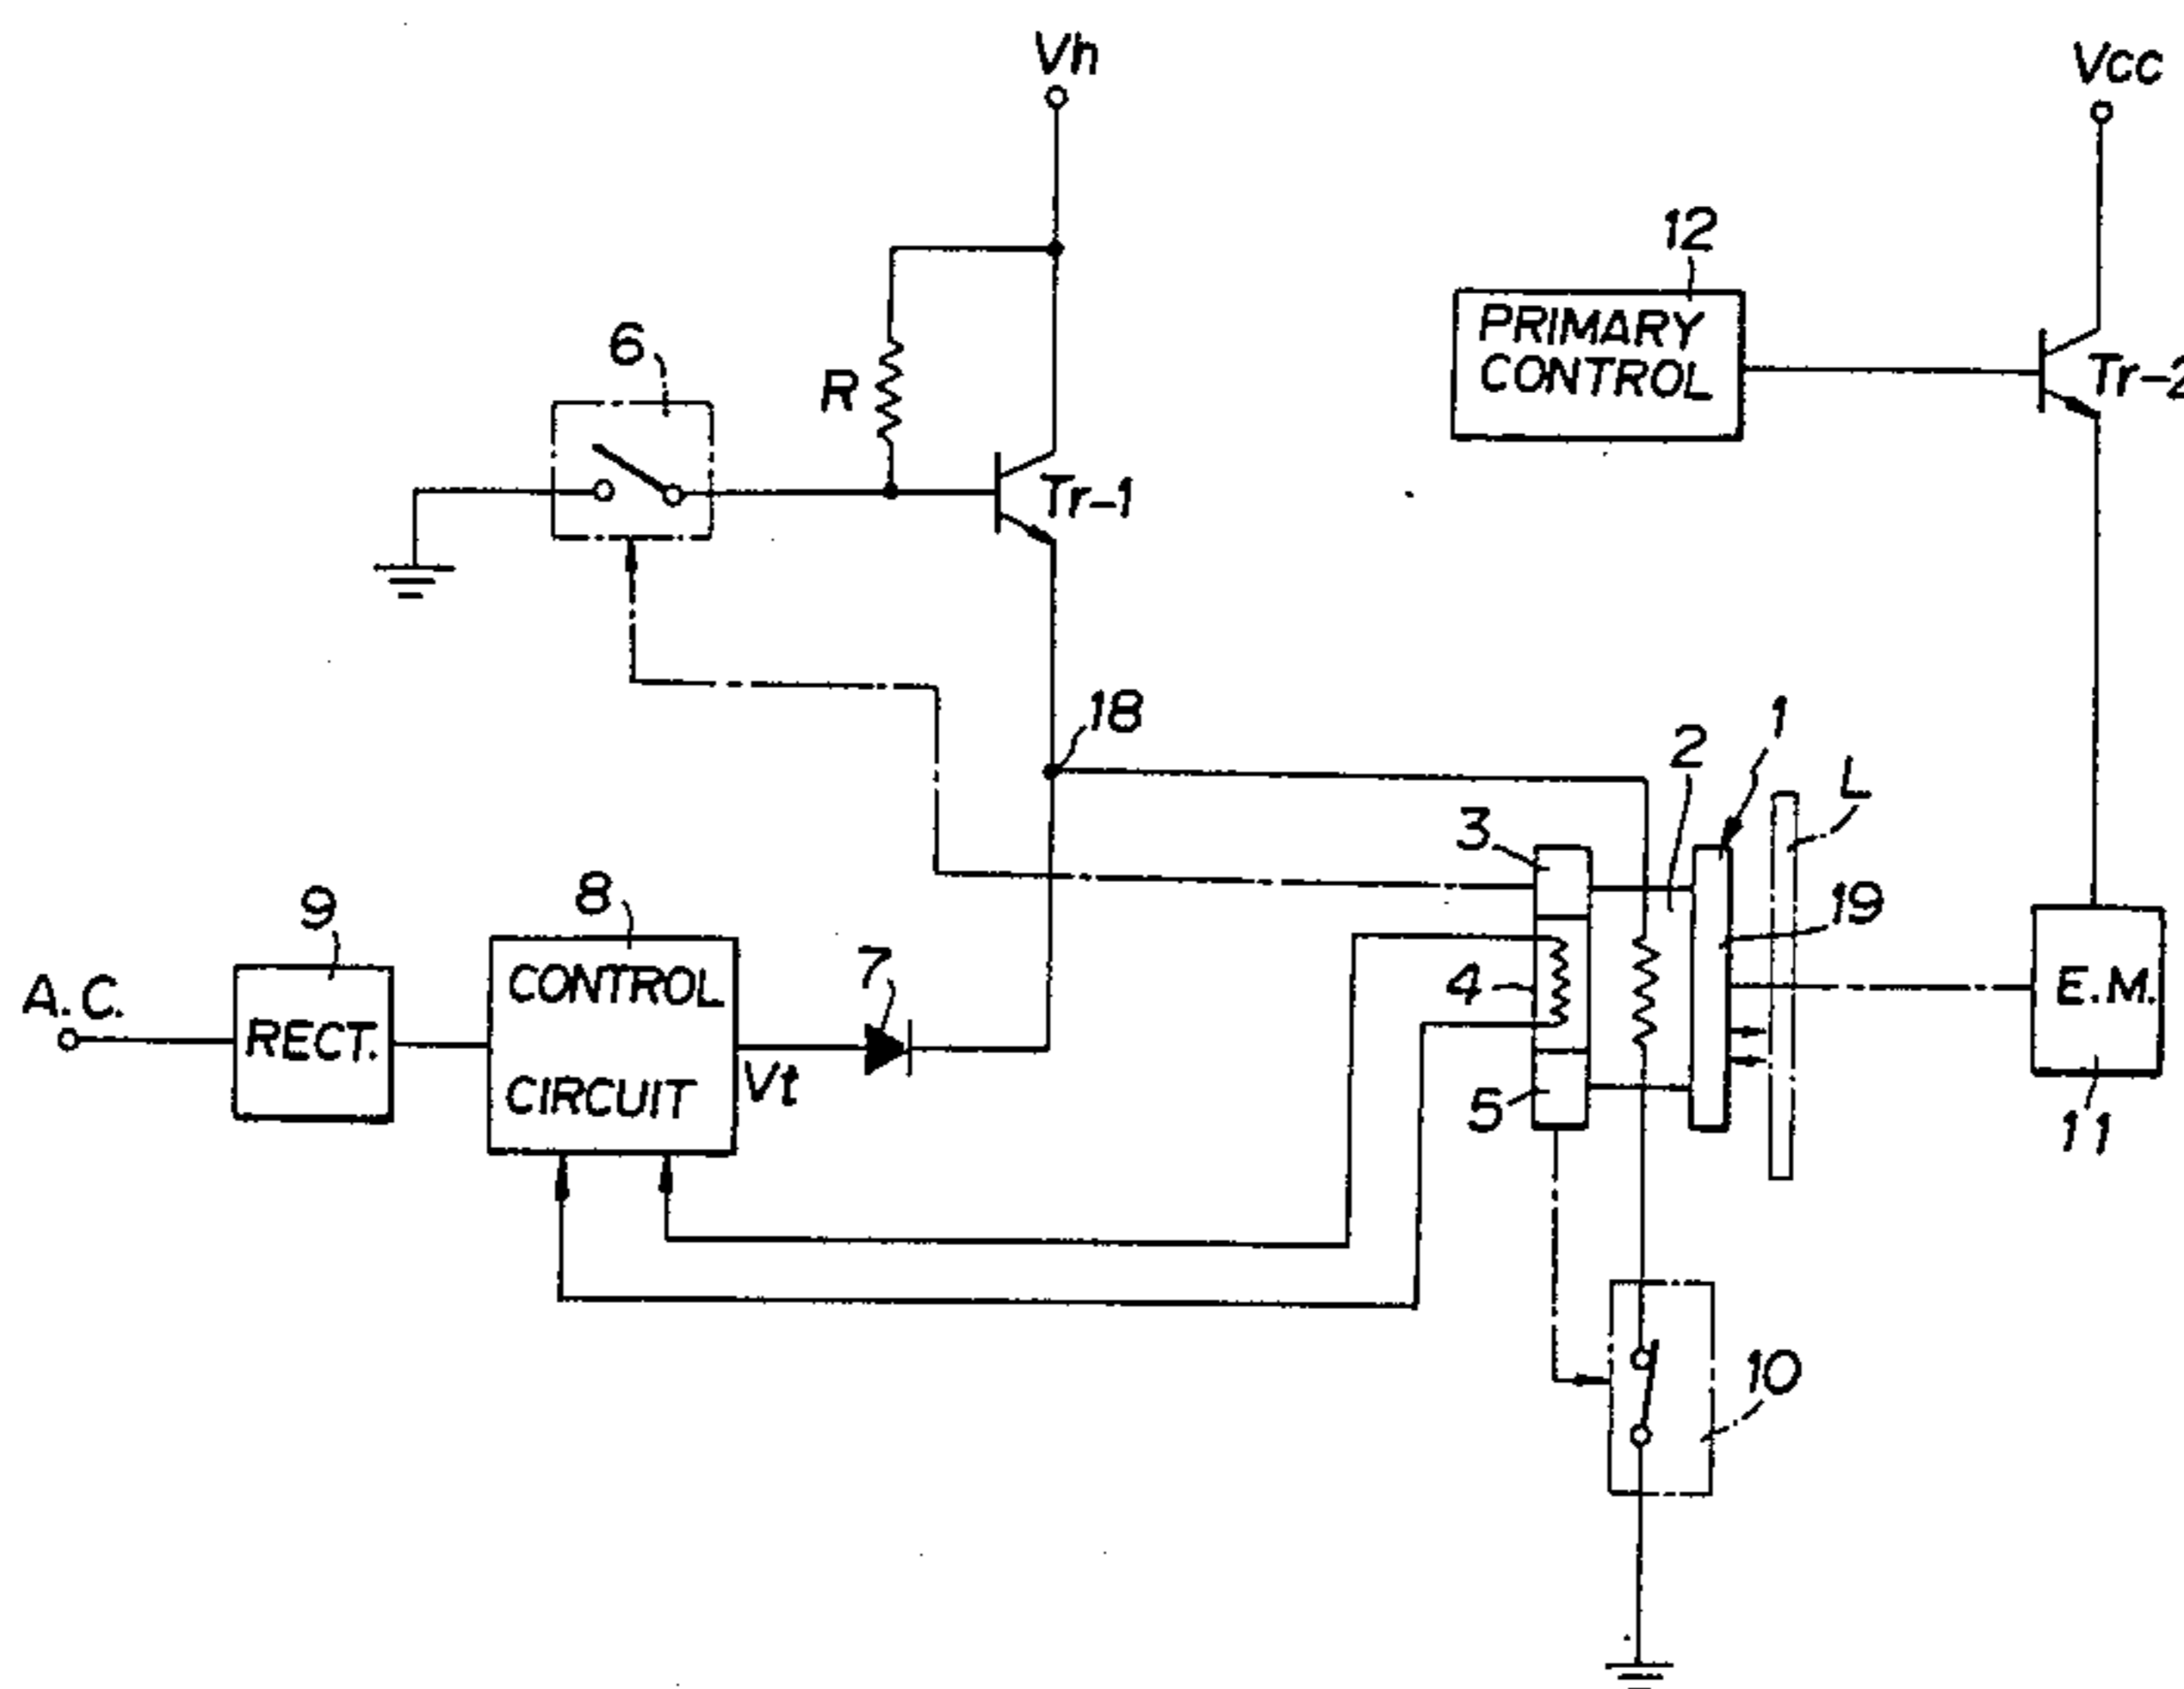 Vh
Vcc
12
PRIMARY
CONTROL
6
R
Tr-2
Tr-1
18
1
2
L
3
8
9
19
7
A.C.
4
CONTROL
E.M.
RECT.
CIRCUIT
Vt
5
11
10